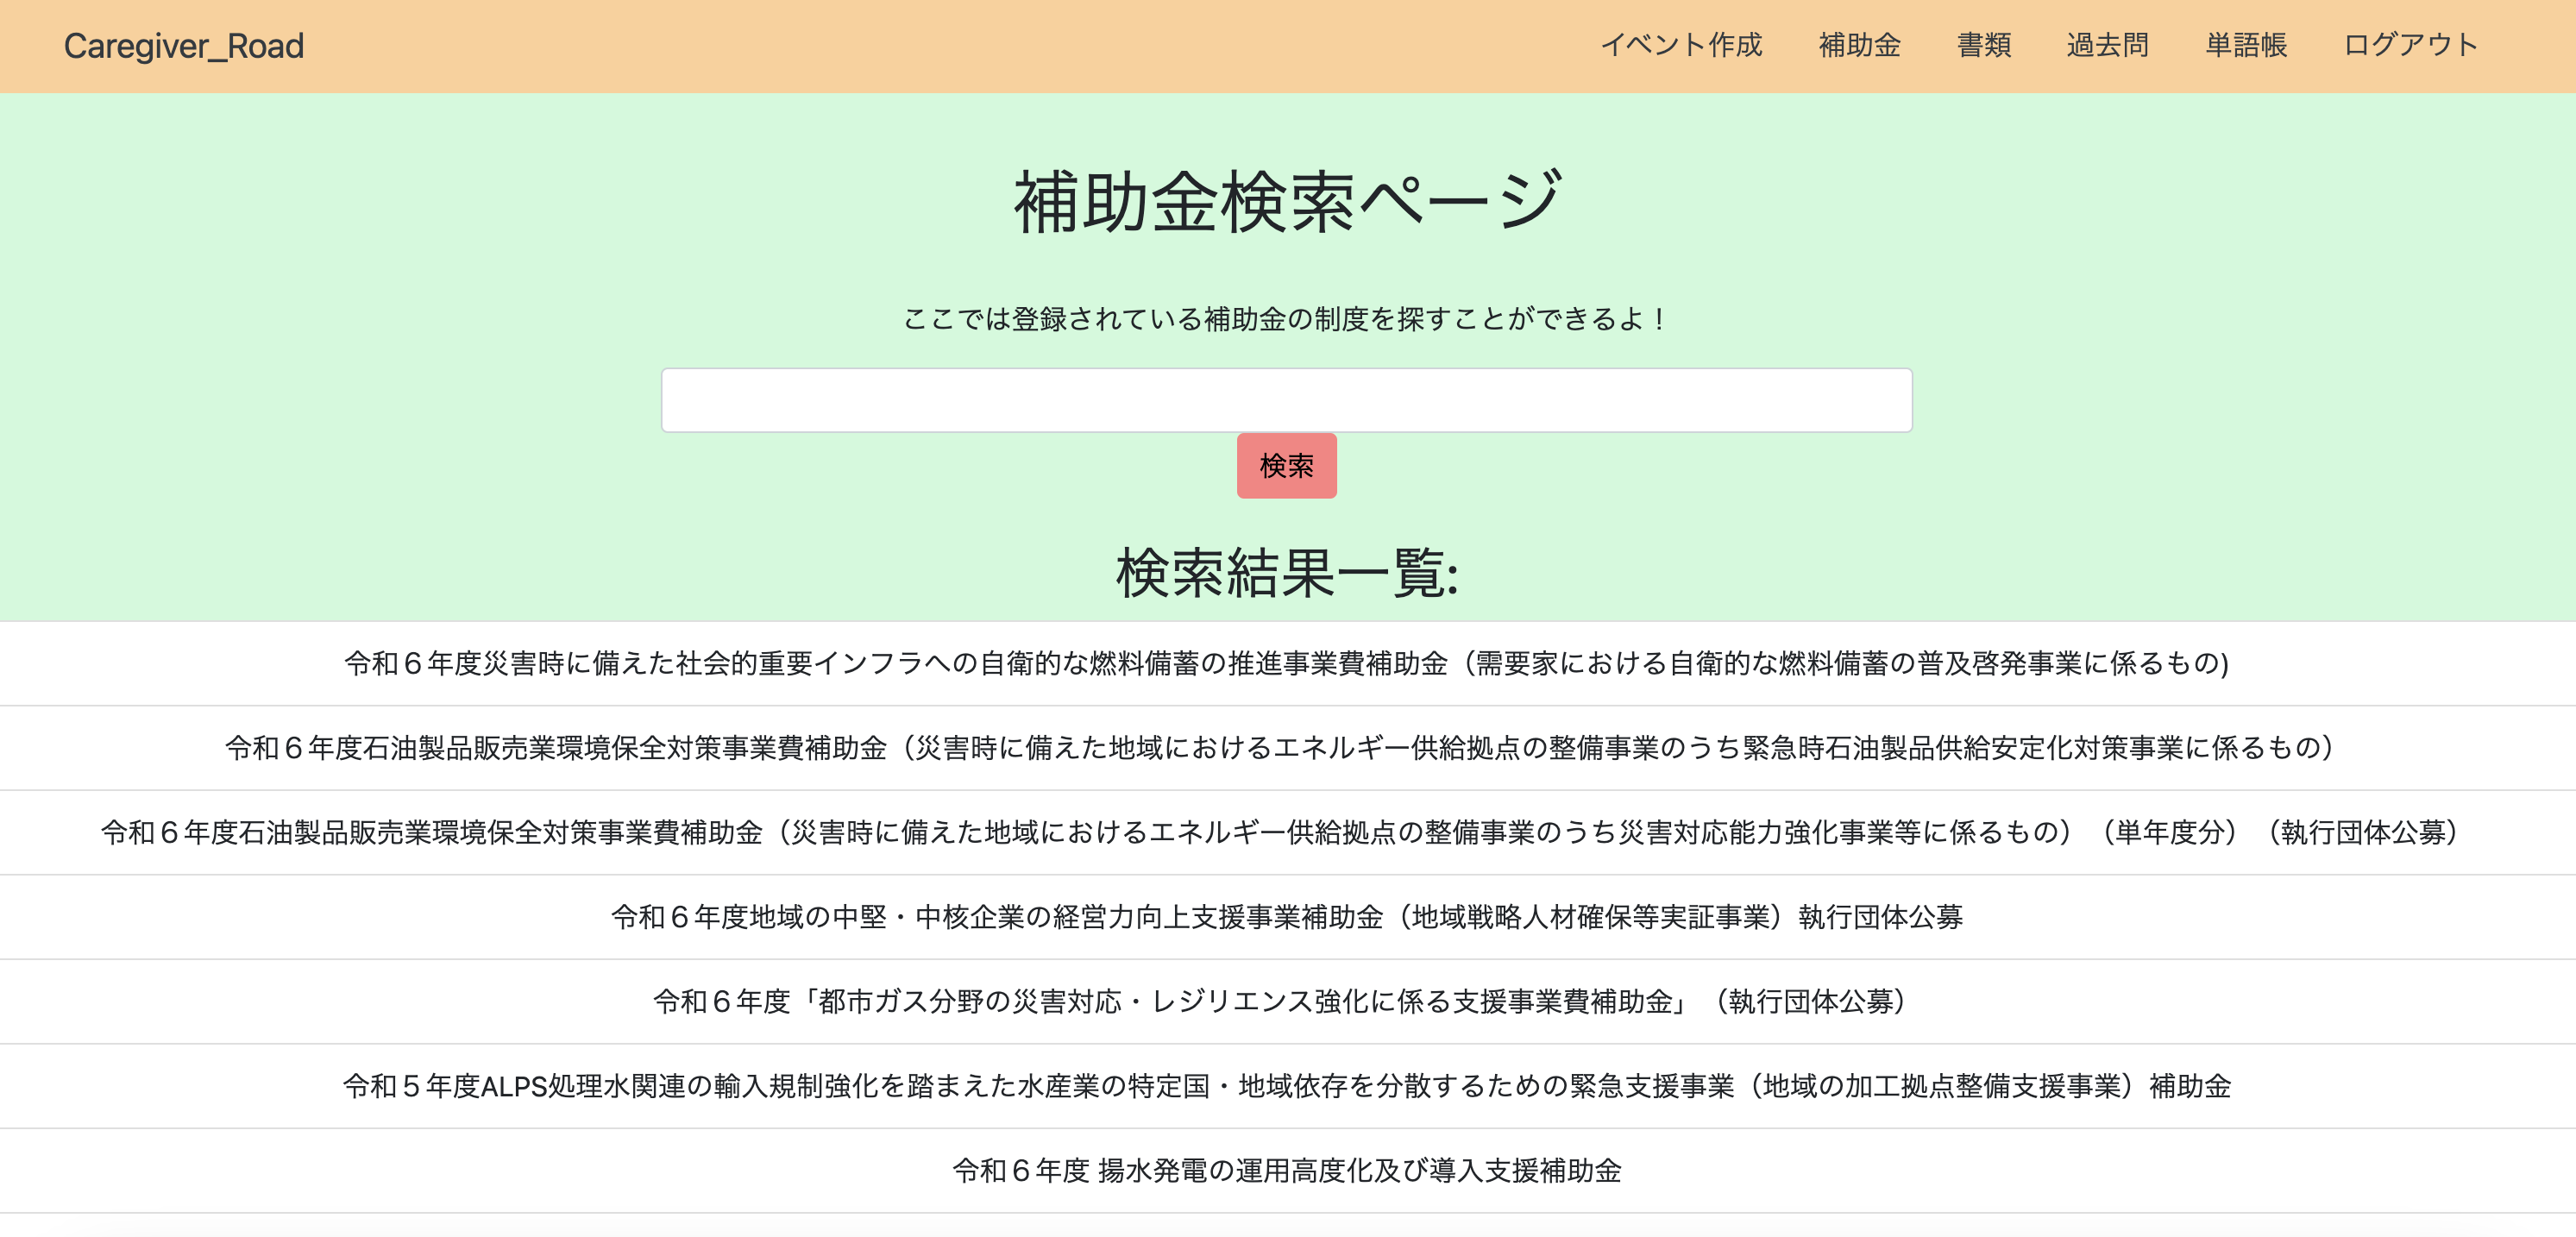 Caregiver_Road
イベント作成 補助金 書類 過去問 単語帳 ログアウト
補助金検索ページ
ここでは登録されている補助金の制度を探すことができるよ！
検索
検索結果一覧:
令和６年度災害時に備えた社会的重要インフラへの自衛的な燃料備蓄の推進事業費補助金（需要家における自衛的な燃料備蓄の普及啓発事業に係るもの)
令和６年度石油製品販売業環境保全対策事業費補助金（災害時に備えた地域におけるエネルギー供給拠点の整備事業のうち緊急時石油製品供給安定化対策事業に係るもの）
令和６年度石油製品販売業環境保全対策事業費補助金（災害時に備えた地域におけるエネルギー供給拠点の整備事業のうち災害対応能力強化事業等に係るもの）（単年度分）（執行団体公募）
令和６年度地域の中堅・中核企業の経営力向上支援事業補助金（地域戦略人材確保等実証事業）執行団体公募
令和６年度「都市ガス分野の災害対応・レジリエンス強化に係る支援事業費補助金」（執行団体公募）
令和５年度ALPS処理水関連の輸入規制強化を踏まえた水産業の特定国・地域依存を分散するための緊急支援事業（地域の加工拠点整備支援事業）補助金
令和６年度 揚水発電の運用高度化及び導入支援補助金